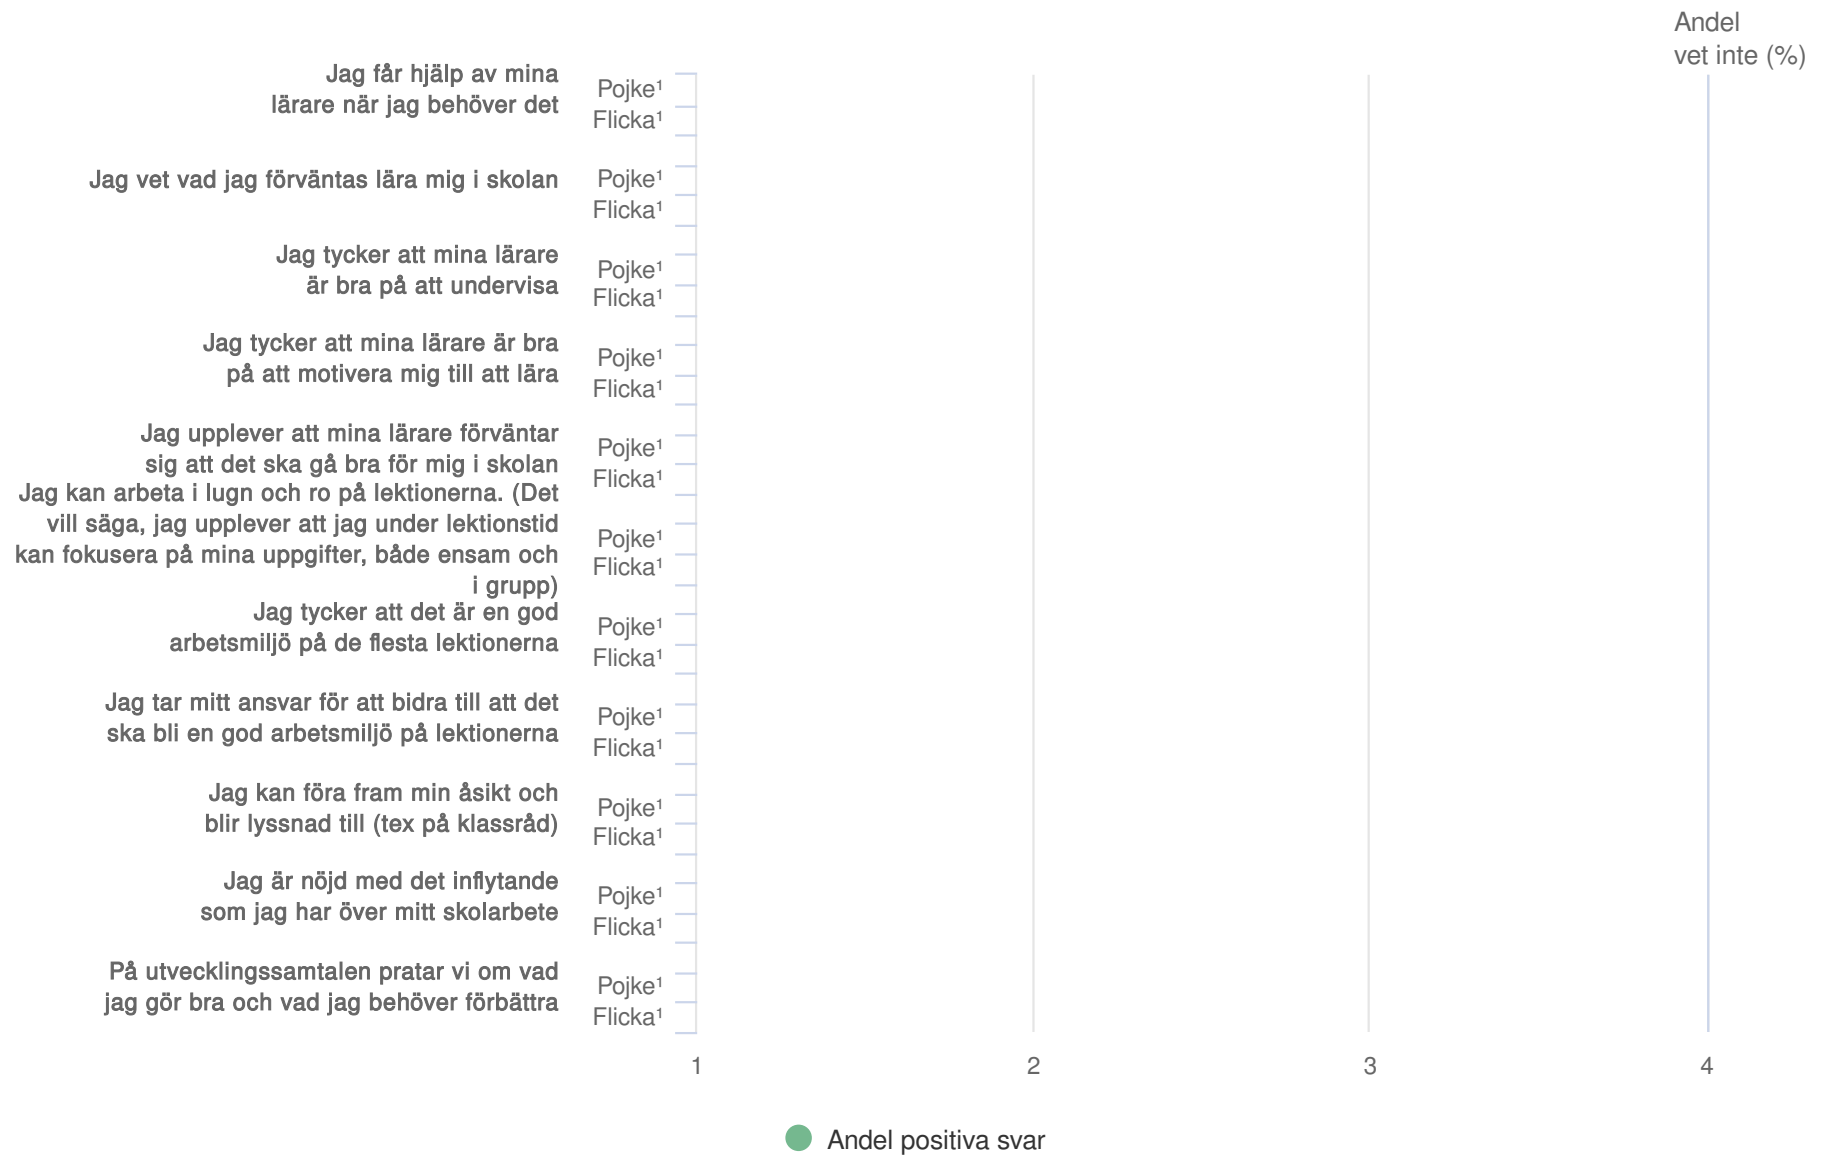 Andel
vet inte (%)
Jag får hjälp av mina
lärare när jag behöver det
Pojke¹
Flicka¹
Jag vet vad jag förväntas lära mig i skolan
Pojke¹
Flicka¹
Jag tycker att mina lärare
är bra på att undervisa
Pojke¹
Flicka¹
Jag tycker att mina lärare är bra
på att motivera mig till att lära
Pojke¹
Flicka¹
Jag upplever att mina lärare förväntar
sig att det ska gå bra för mig i skolan
Pojke¹
Flicka¹
Jag kan arbeta i lugn och ro på lektionerna. (Det
vill säga, jag upplever att jag under lektionstid
kan fokusera på mina uppgifter, både ensam och
i grupp)
Pojke¹
Flicka¹
Jag tycker att det är en god
arbetsmiljö på de flesta lektionerna
Pojke¹
Flicka¹
Jag tar mitt ansvar för att bidra till att det
ska bli en god arbetsmiljö på lektionerna
Pojke¹
Flicka¹
Jag kan föra fram min åsikt och
blir lyssnad till (tex på klassråd)
Pojke¹
Flicka¹
Jag är nöjd med det inflytande
som jag har över mitt skolarbete
Pojke¹
Flicka¹
På utvecklingssamtalen pratar vi om vad
jag gör bra och vad jag behöver förbättra
Pojke¹
Flicka¹
1 2 3 4
Andel positiva svar